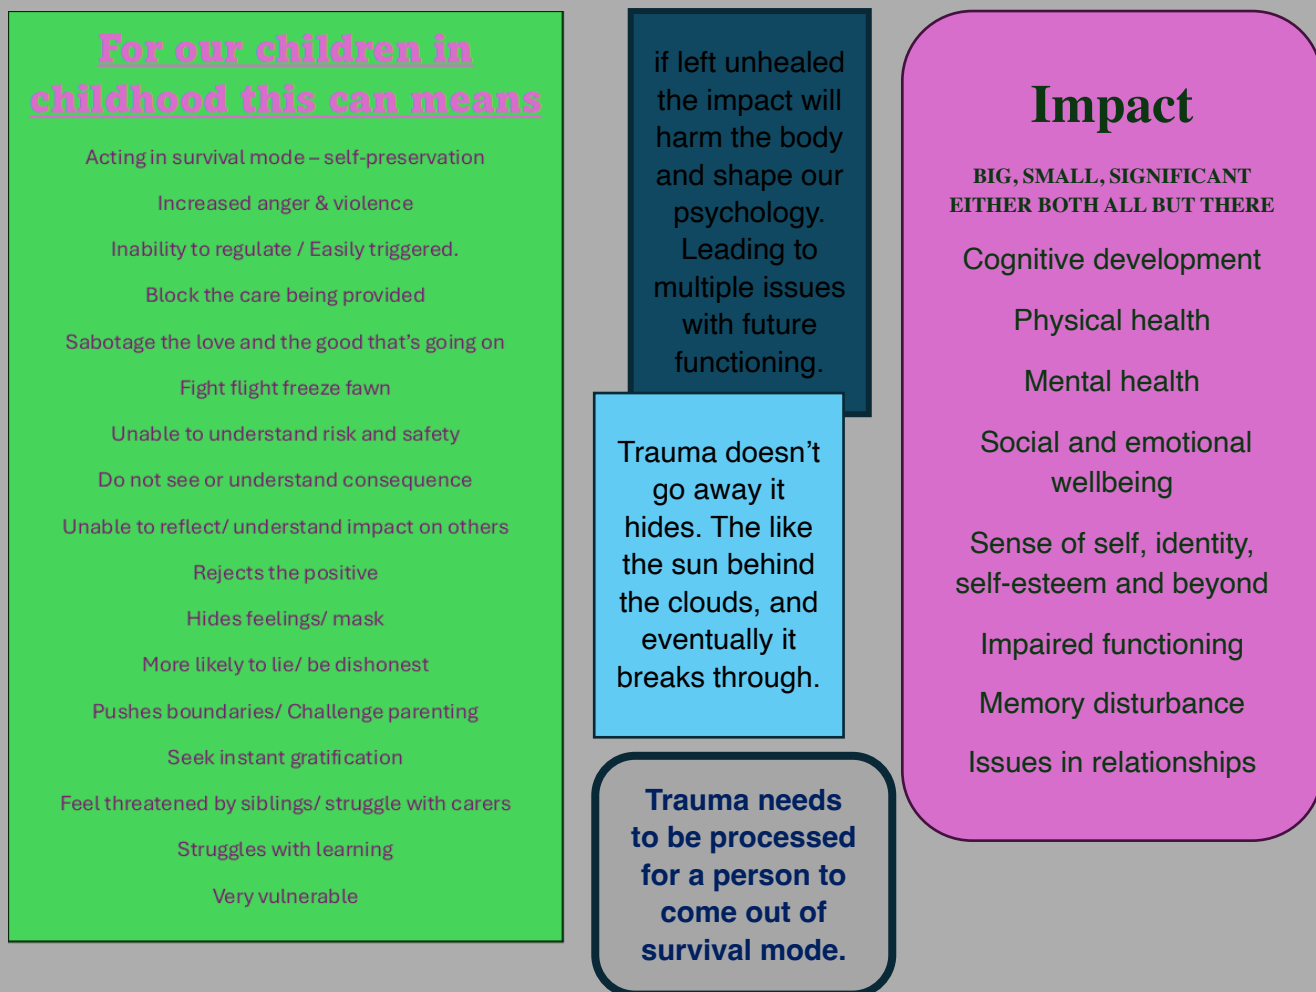 For our children in
childhood this can means
Acting in survival mode – self-preservation
Increased anger & violence
Inability to regulate / Easily triggered.
Block the care being provided
Sabotage the love and the good that's going on
Fight flight freeze fawn
Unable to understand risk and safety
Do not see or understand consequence
Unable to reflect/ understand impact on others
Rejects the positive
Hides feelings/ mask
More likely to lie/ be dishonest
Pushes boundaries/ Challenge parenting
Seek instant gratification
Feel threatened by siblings/ struggle with carers
Struggles with learning
Very vulnerable
if left unhealed
the impact will
harm the body
and shape our
psychology.
Leading to
multiple issues
with future
functioning.
Trauma doesn't
go away it
hides. The like
the sun behind
the clouds, and
eventually it
breaks through.
Trauma needs
to be processed
for a person to
come out of
survival mode.
Impact
BIG, SMALL, SIGNIFICANT
EITHER BOTH ALL BUT THERE
Cognitive development
Physical health
Mental health
Social and emotional
wellbeing
Sense of self, identity,
self-esteem and beyond
Impaired functioning
Memory disturbance
Issues in relationships